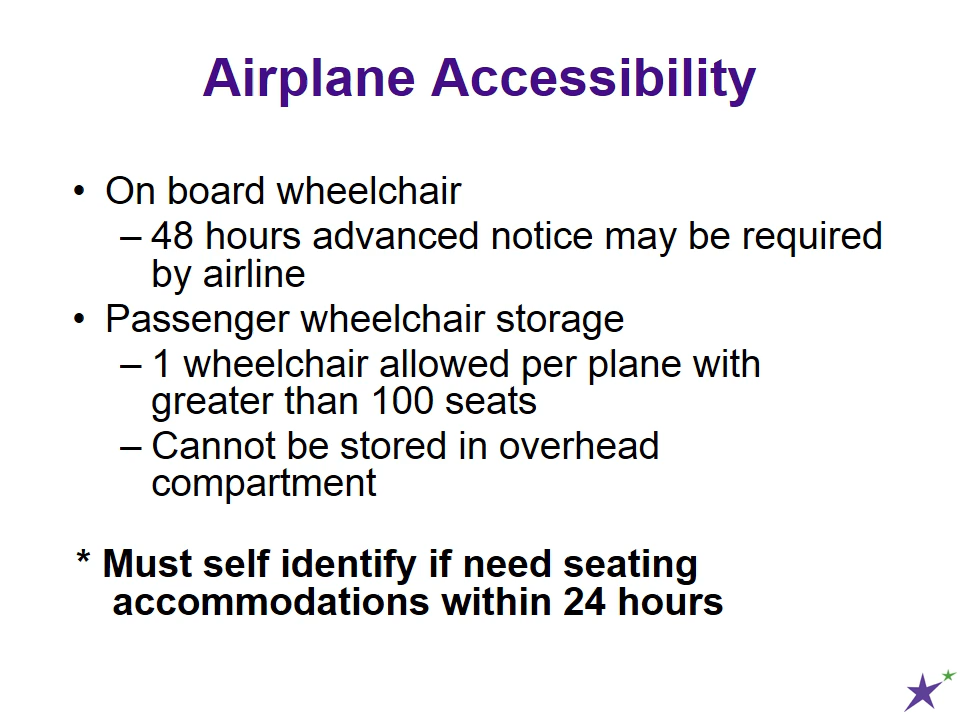 Airplane Accessibility
• On board wheelchair
– 48 hours advanced notice may be required
by airline
• Passenger wheelchair storage
– 1 wheelchair allowed per plane with
greater than 100 seats
– Cannot be stored in overhead
compartment
* Must self identify if need seating
accommodations within 24 hours